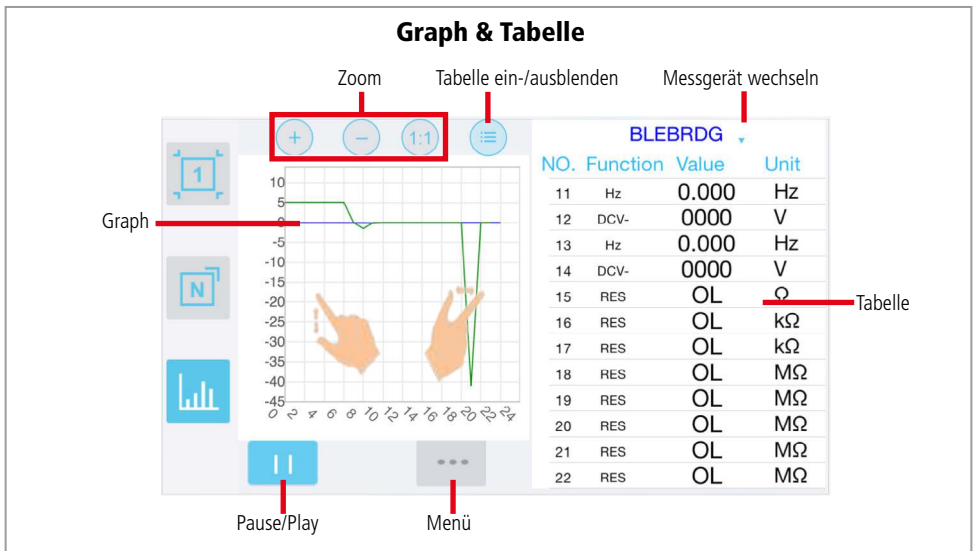 Graph & Tabelle
Zoom
Tabelle ein-/ausblenden
Messgerät wechseln
+
−
1:1
BLEBRDG
NO. Function Value Unit
11 Hz 0.000 Hz
12 DCV- 0000 V
13 Hz 0.000 Hz
14 DCV- 0000 V
15 RES OL Ω
16 RES OL kΩ
17 RES OL kΩ
18 RES OL MΩ
19 RES OL MΩ
20 RES OL MΩ
21 RES OL MΩ
22 RES OL MΩ
Tabelle
1
N
Graph
10
5
0
-5
-10
-15
-20
-25
-30
-35
-40
-45
0 2 4 6 8 10 12 14 16 18 20 22 24
Pause/Play
Menü